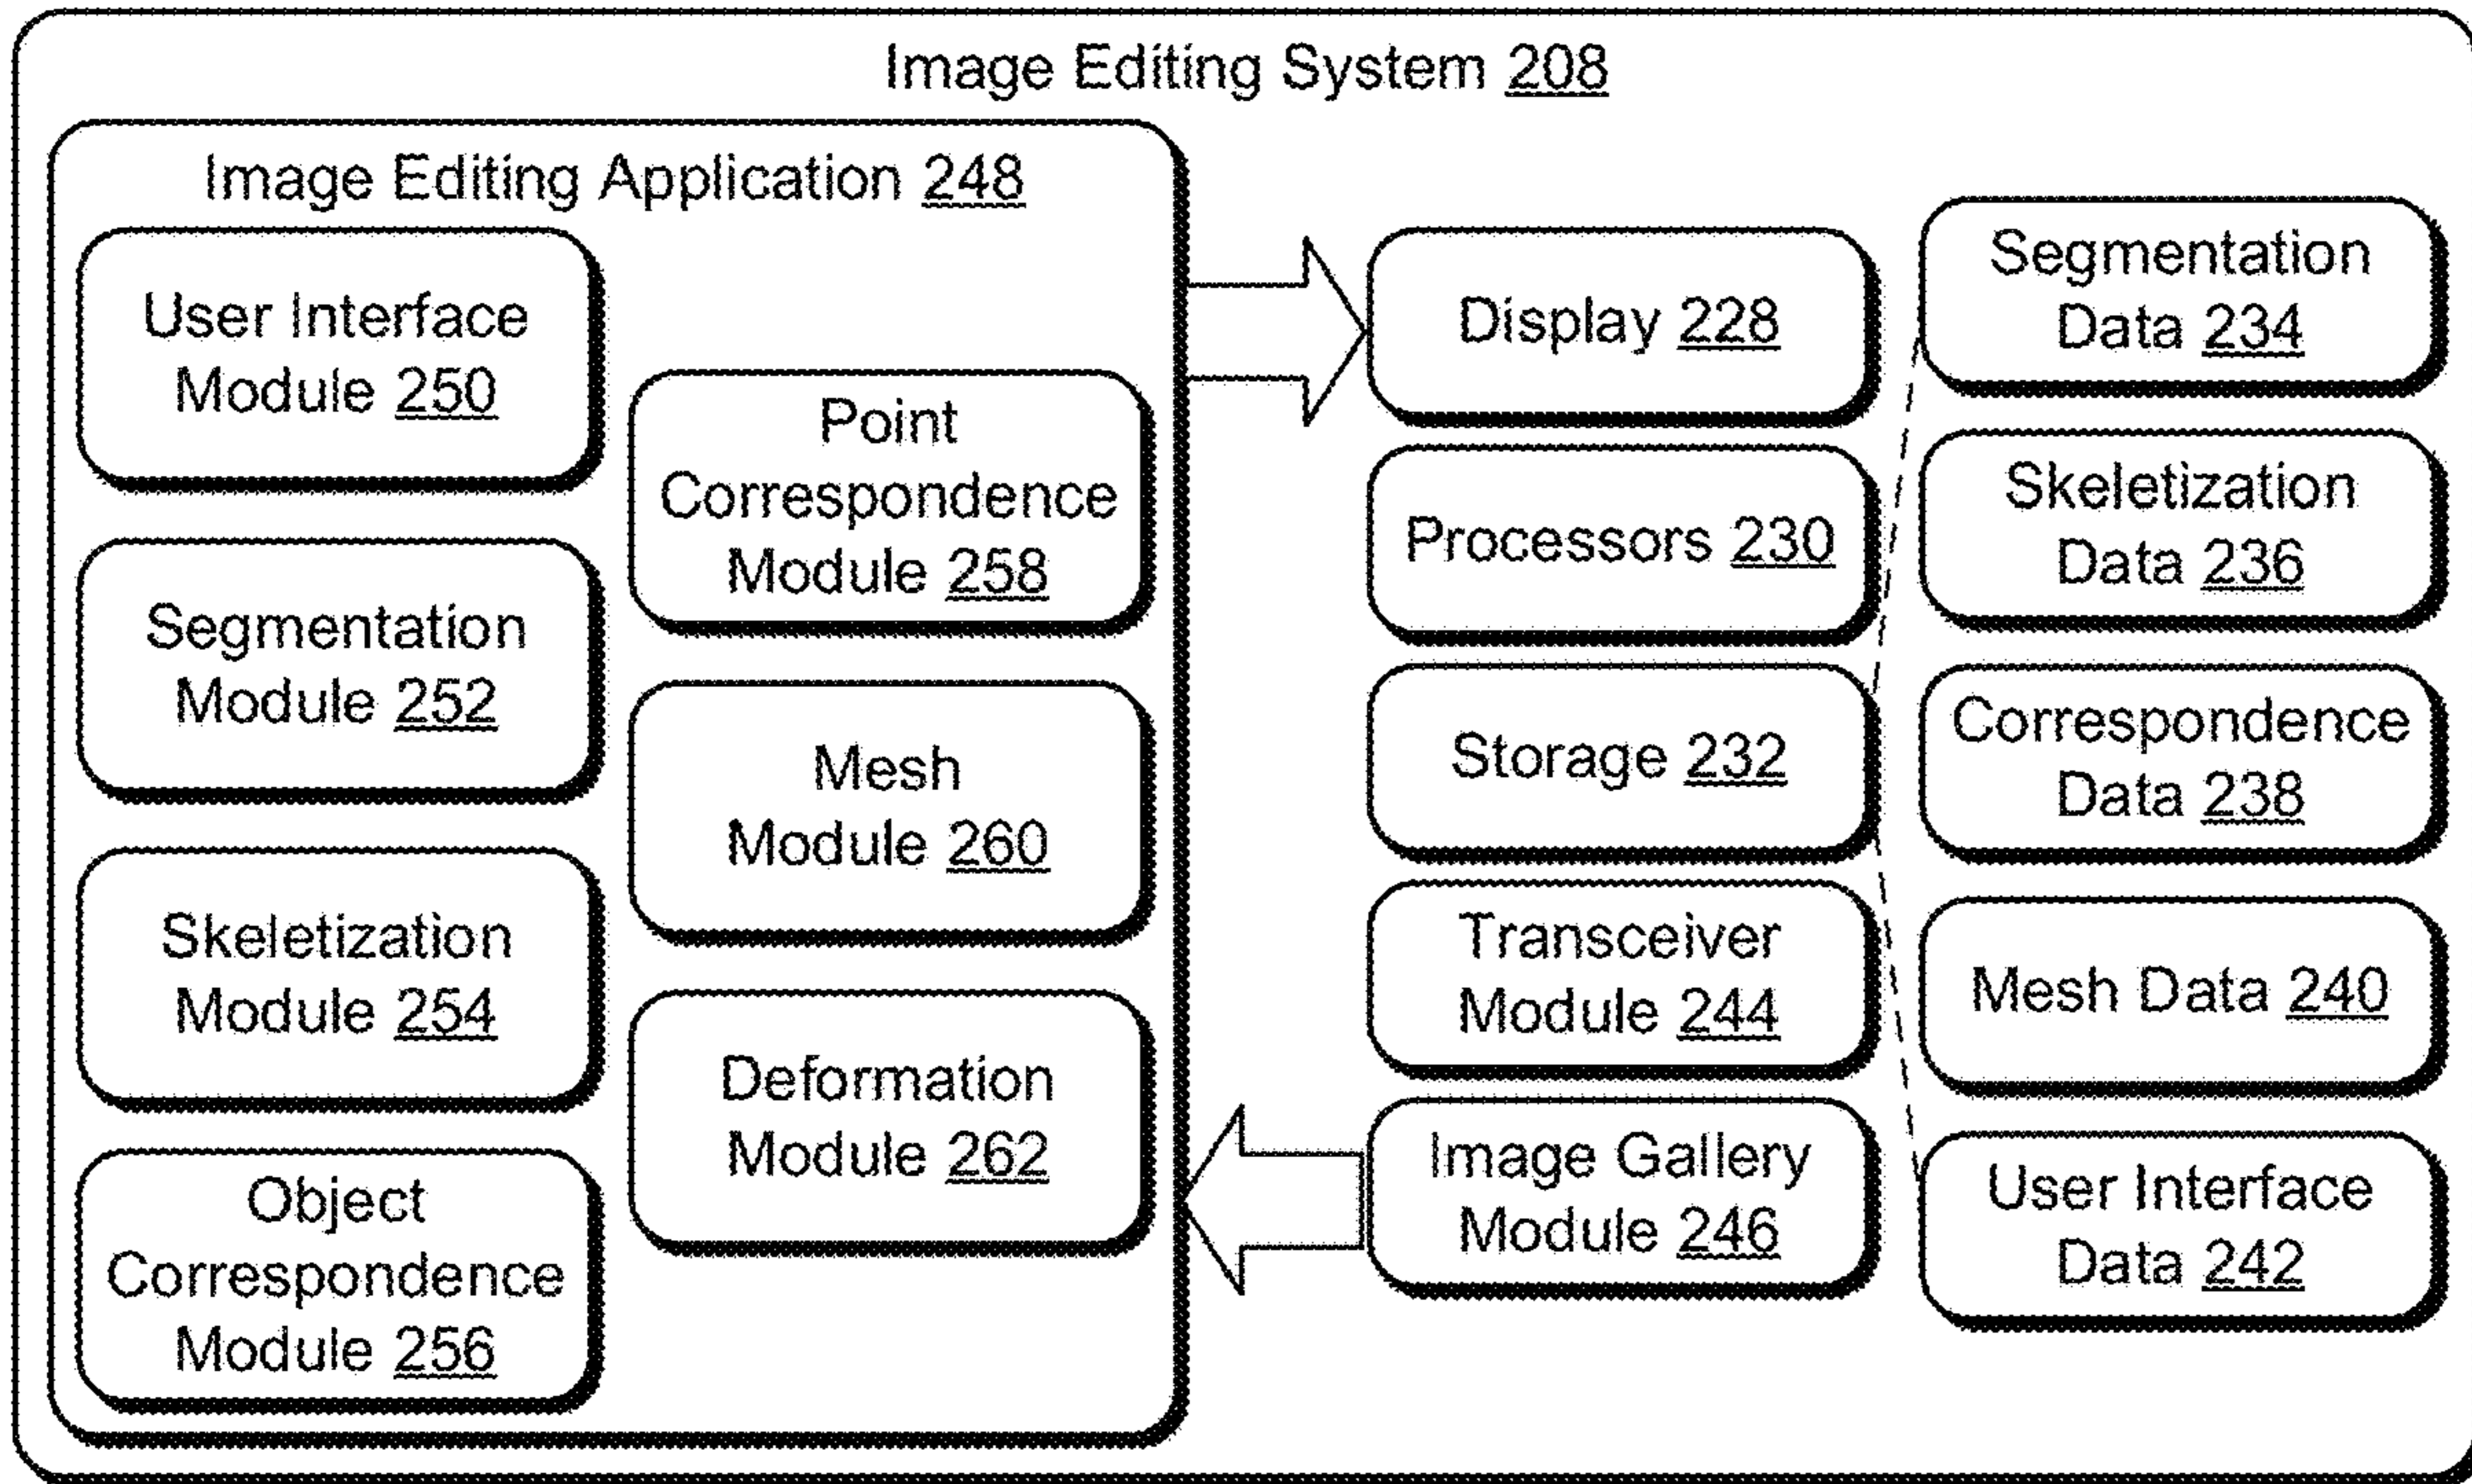 Image Editing System 208
Image Editing Application 248
User Interface
Module 250
Segmentation
Module 252
Skeletization
Module 254
Object
Correspondence
Module 256
Point
Correspondence
Module 258
Mesh
Module 260
Deformation
Module 262
Display 228
Processors 230
Storage 232
Transceiver
Module 244
Image Gallery
Module 246
Segmentation
Data 234
Skeletization
Data 236
Correspondence
Data 238
Mesh Data 240
User Interface
Data 242